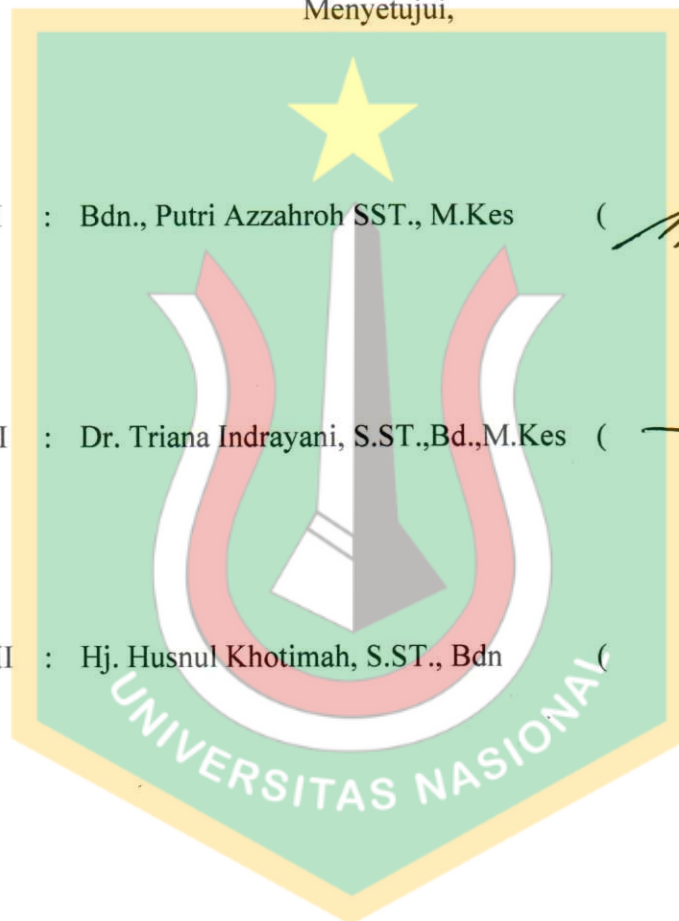 Menyetujui,
I : Bdn., Putri Azzahroh SST., M.Kes (
I : Dr. Triana Indrayani, S.ST.,Bd.,M.Kes (
II : Hj. Husnul Khotimah, S.ST., Bdn (
UNIVERSITAS NASIONAL